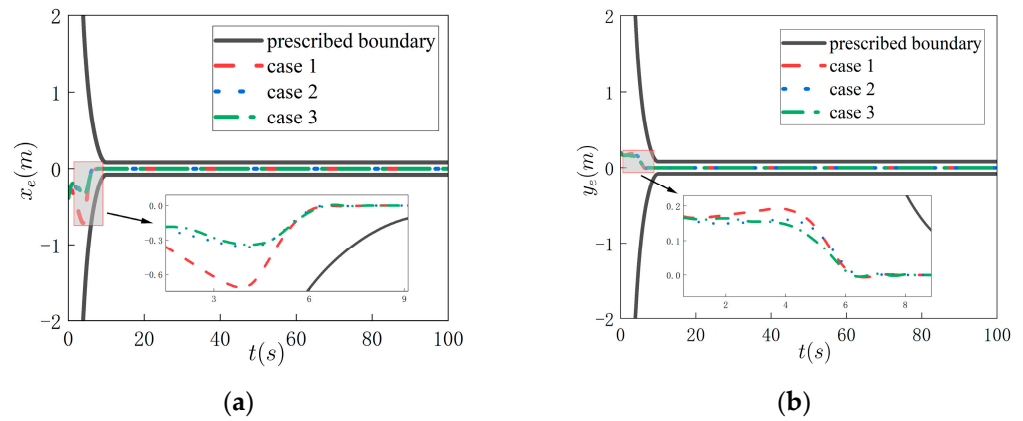 2
1
0
-1
-2
x_e(m)
prescribed boundary
case 1
case 2
case 3
0.0
-0.3
-0.6
3
6
9
0
20
40
60
80
100
t(s)
(a)
2
1
0
-1
-2
y_e(m)
prescribed boundary
case 1
case 2
case 3
0.2
0.1
0.0
2
4
6
8
0
20
40
60
80
100
t(s)
(b)